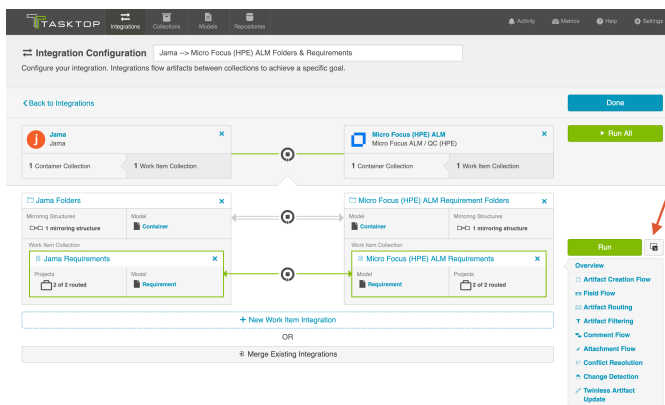 TASKTOP
Integrations
Collections
Models
Repositories
Activity
Metrics
Help
Settings
Integration Configuration
Jama --> Micro Focus (HPE) ALM Folders & Requirements
Configure your integration. Integrations flow artifacts between collections to achieve a specific goal.
Back to Integrations
Done
Jama
Jama
Micro Focus (HPE) ALM
Micro Focus ALM / QC (HPE)
Run All
1 Container Collection
1 Work Item Collection
1 Container Collection
1 Work Item Collection
Jama Folders
Micro Focus (HPE) ALM Requirement Folders
Mirroring Structures
Model
Model
Mirroring Structures
1 mirroring structure
Container
Container
1 mirroring structure
Work Item Collection
Work Item Collection
Run
Jama Requirements
Micro Focus (HPE) ALM Requirements
Overview
Projects
Model
Model
Projects
2 of 2 routed
Requirement
Requirement
2 of 2 routed
Artifact Creation Flow
Field Flow
Artifact Routing
Artifact Filtering
+ New Work Item Integration
Comment Flow
OR
Attachment Flow
Merge Existing Integrations
Conflict Resolution
Change Detection
Twinless Artifact
Update